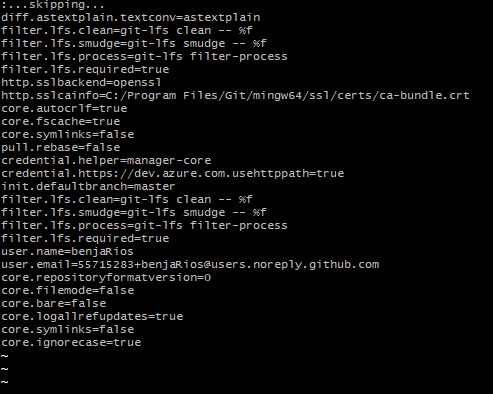 :...skipping...
diff.astextplain.textconv=astextplain
filter.lfs.clean=git-lfs clean -- %f
filter.lfs.smudge=git-lfs smudge -- %f
filter.lfs.process=git-lfs filter-process
filter.lfs.required=true
http.sslbackend=openssl
http.sslcainfo=C:/Program Files/Git/mingw64/ssl/certs/ca-bundle.crt
core.autocrlf=true
core.fscache=true
core.symlinks=false
pull.rebase=false
credential.helper=manager-core
credential.https://dev.azure.com.usehttppath=true
init.defaultbranch=master
filter.lfs.clean=git-lfs clean -- %f
filter.lfs.smudge=git-lfs smudge -- %f
filter.lfs.process=git-lfs filter-process
filter.lfs.required=true
user.name=benjaRios
user.email=55715283+benjaRios@users.noreply.github.com
core.repositoryformatversion=0
core.filemode=false
core.bare=false
core.logallrefupdates=true
core.symlinks=false
core.ignorecase=true
~
~
~